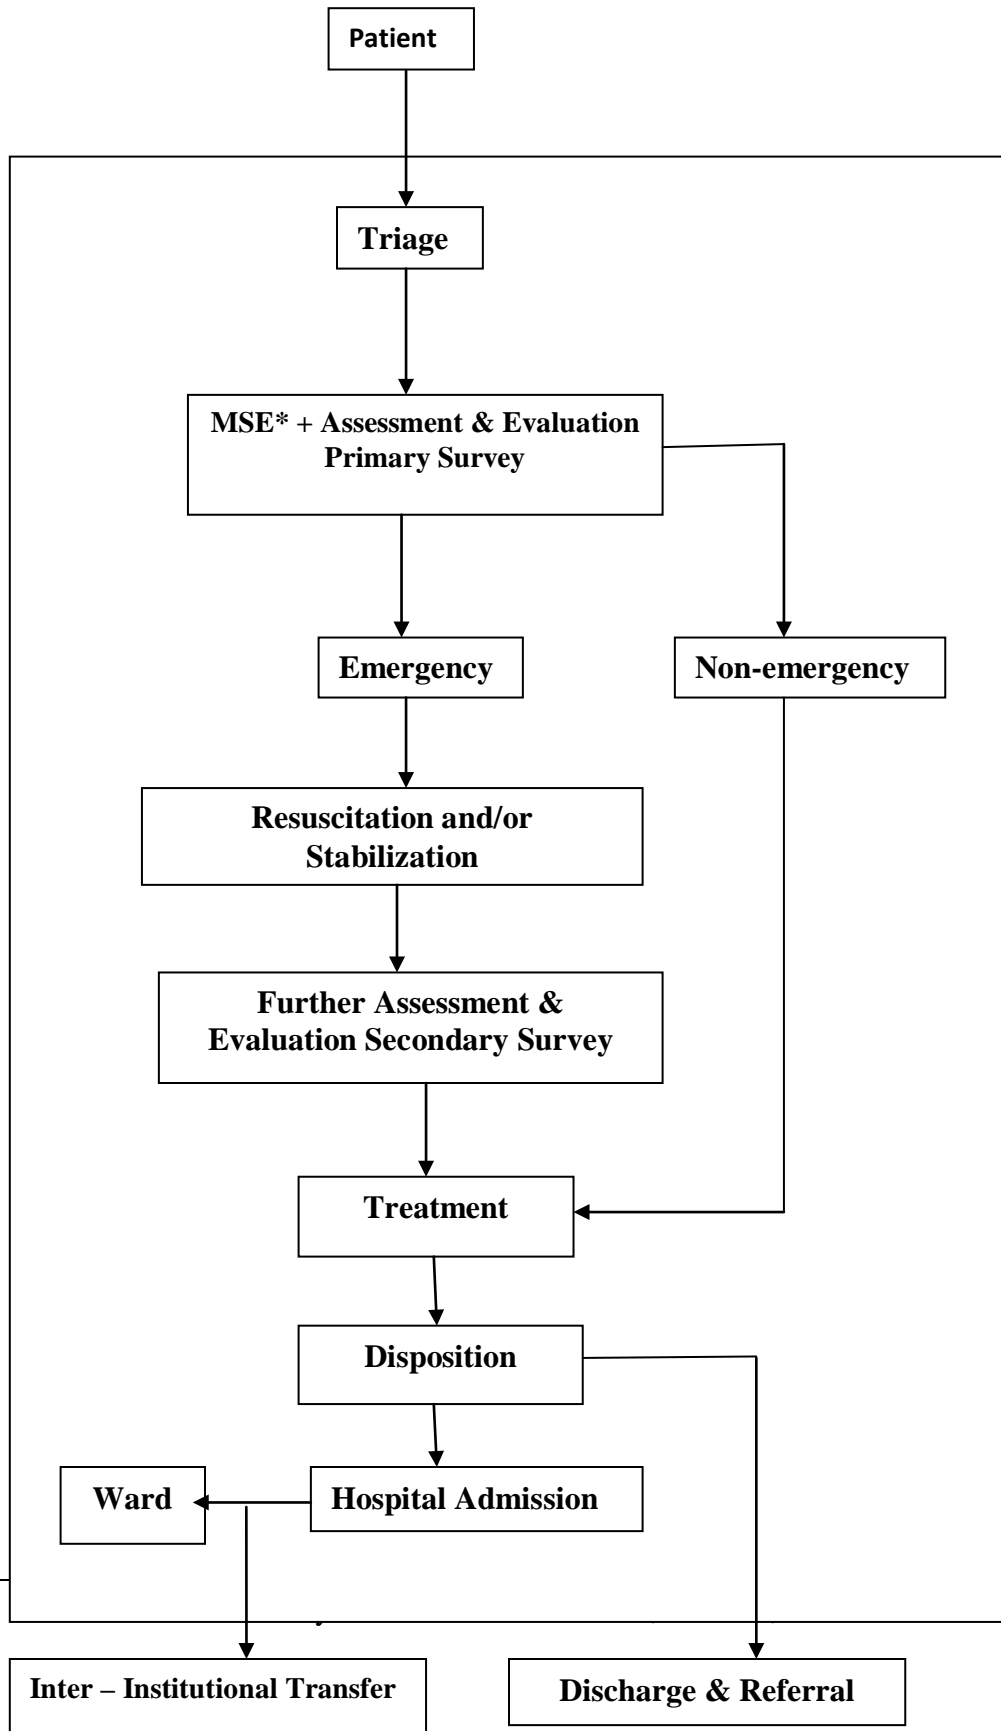 Patient
Triage
MSE* + Assessment & Evaluation
Primary Survey
Emergency
Non-emergency
Resuscitation and/or
Stabilization
Further Assessment &
Evaluation Secondary Survey
Treatment
Disposition
Ward
Hospital Admission
Inter – Institutional Transfer
Discharge & Referral